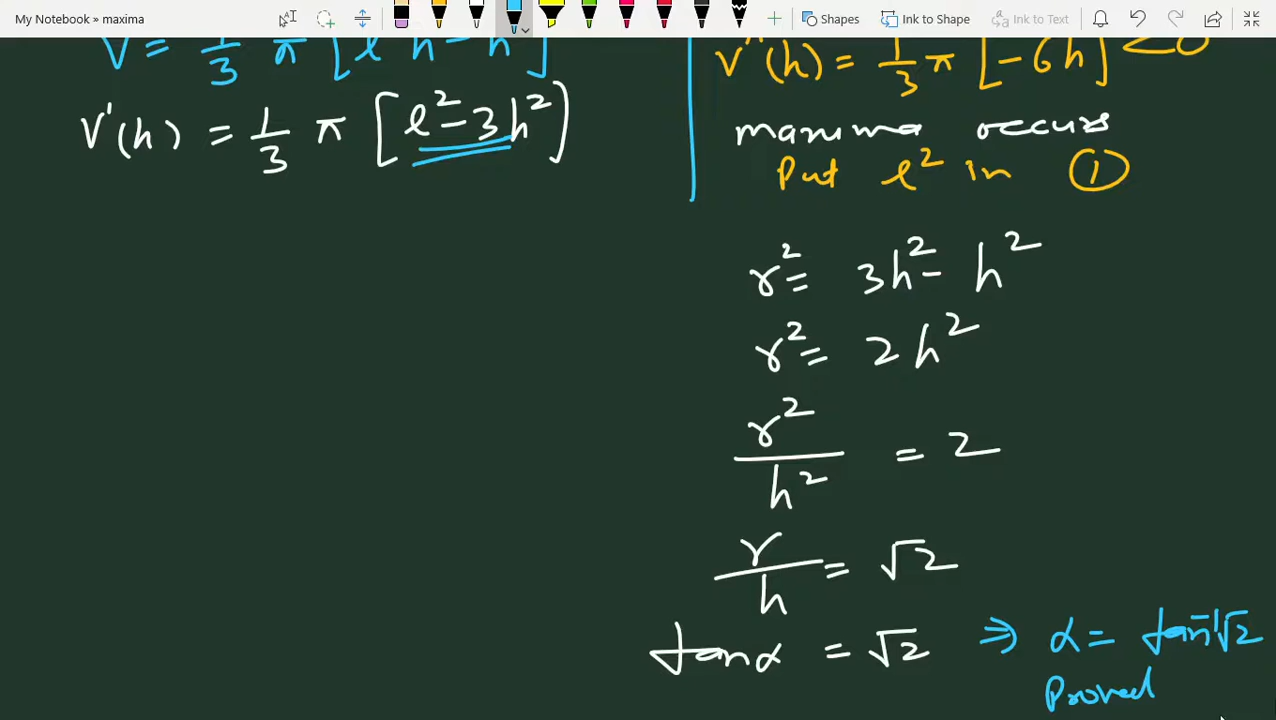 My Notebook » maxima
Shapes
Ink to Shape
Ink to Text
V = 1/3 π [l² h - h³]
V'(h) = 1/3 π [l² - 3h²]
V''(h) = 1/3 π [-6h] <0
maxima occurs
Put l² in ①
r² = 3h² - h²
r² = 2h²
r²/h² = 2
r/h = √2
tanα = √2 ⇒ α = tan⁻¹√2
Proved